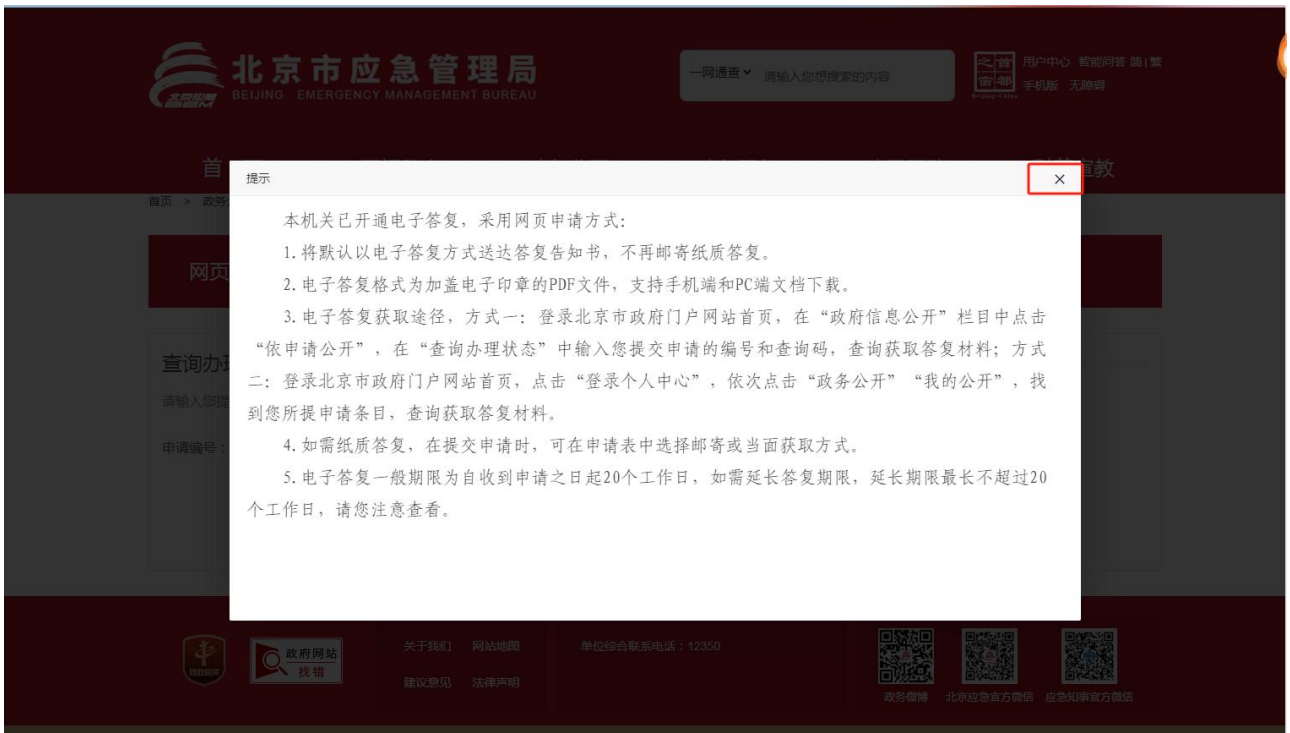 北京市应急管理局
BEIJING EMERGENCY MANAGEMENT BUREAU
一网通查 请输入您想搜索的内容
首都之窗
Beijing-China
用户中心 智能问答 简|繁
手机版 无障碍
首
宣教
首页 > 政务
提示
本机关已开通电子答复，采用网页申请方式：
1.将默认以电子答复方式送达答复告知书，不再邮寄纸质答复。
2.电子答复格式为加盖电子印章的PDF文件，支持手机端和PC端文档下载。
3.电子答复获取途径，方式一：登录北京市政府门户网站首页，在“政府信息公开”栏目中点击
“依申请公开”，在“查询办理状态”中输入您提交申请的编号和查询码，查询获取答复材料；方式
二：登录北京市政府门户网站首页，点击“登录个人中心”，依次点击“政务公开”“我的公开”，找
到您所提申请条目，查询获取答复材料。
4.如需纸质答复，在提交申请时，可在申请表中选择邮寄或当面获取方式。
5.电子答复一般期限为自收到申请之日起20个工作日，如需延长答复期限，延长期限最长不超过20
个工作日，请您注意查看。
网页
查询办
请输入您
申请编号：
政府网站
找错
关于我们 网站地图
建议意见 法律声明
单位综合联系电话：12350
政务微博 北京应急官方微信 应急知事官方微信